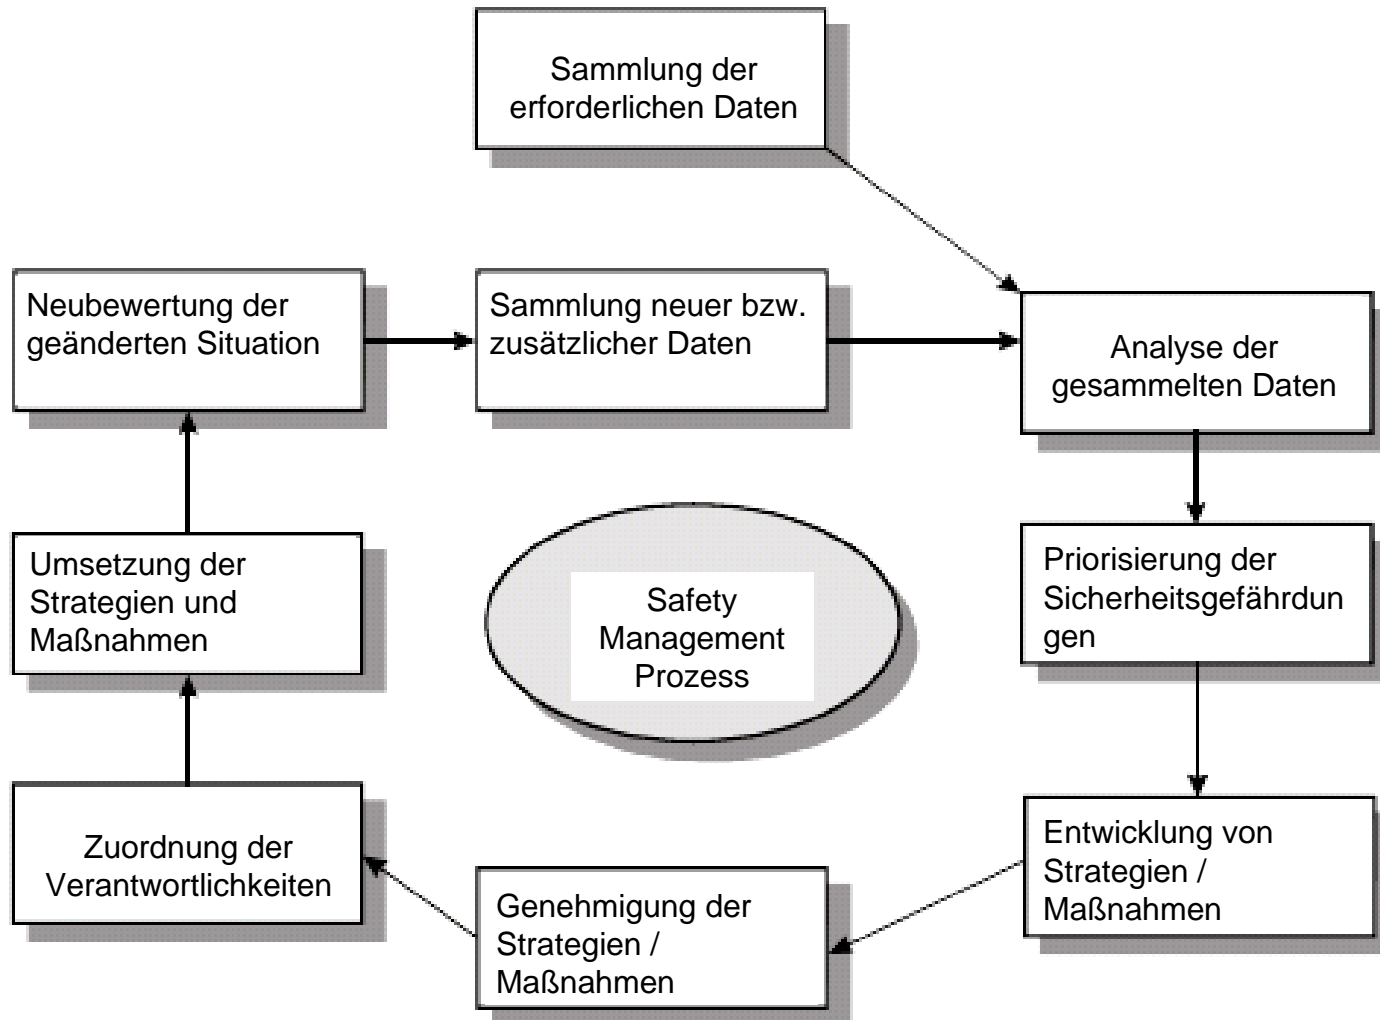 Sammlung der
erforderlichen Daten
Neubewertung der
geänderten Situation
Sammlung neuer bzw.
zusätzlicher Daten
Analyse der
gesammelten Daten
Umsetzung der
Strategien und
Maßnahmen
Safety
Management
Prozess
Priorisierung der
Sicherheitsgefährdun
gen
Zuordnung der
Verantwortlichkeiten
Genehmigung der
Strategien /
Maßnahmen
Entwicklung von
Strategien /
Maßnahmen